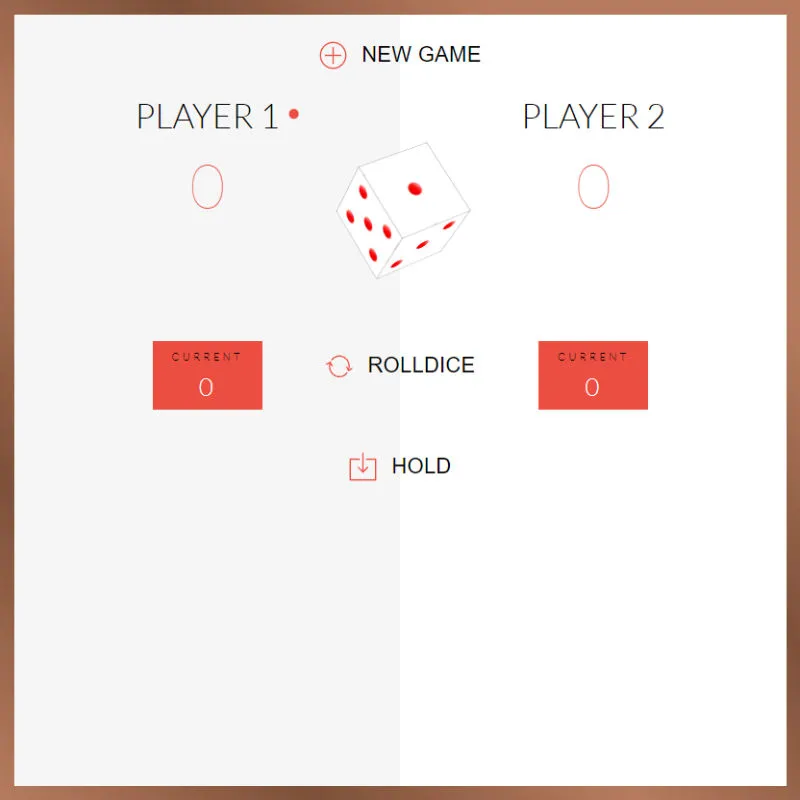 NEW GAME
PLAYER 1
PLAYER 2
0
0
CURRENT
0
ROLLDICE
CURRENT
0
HOLD